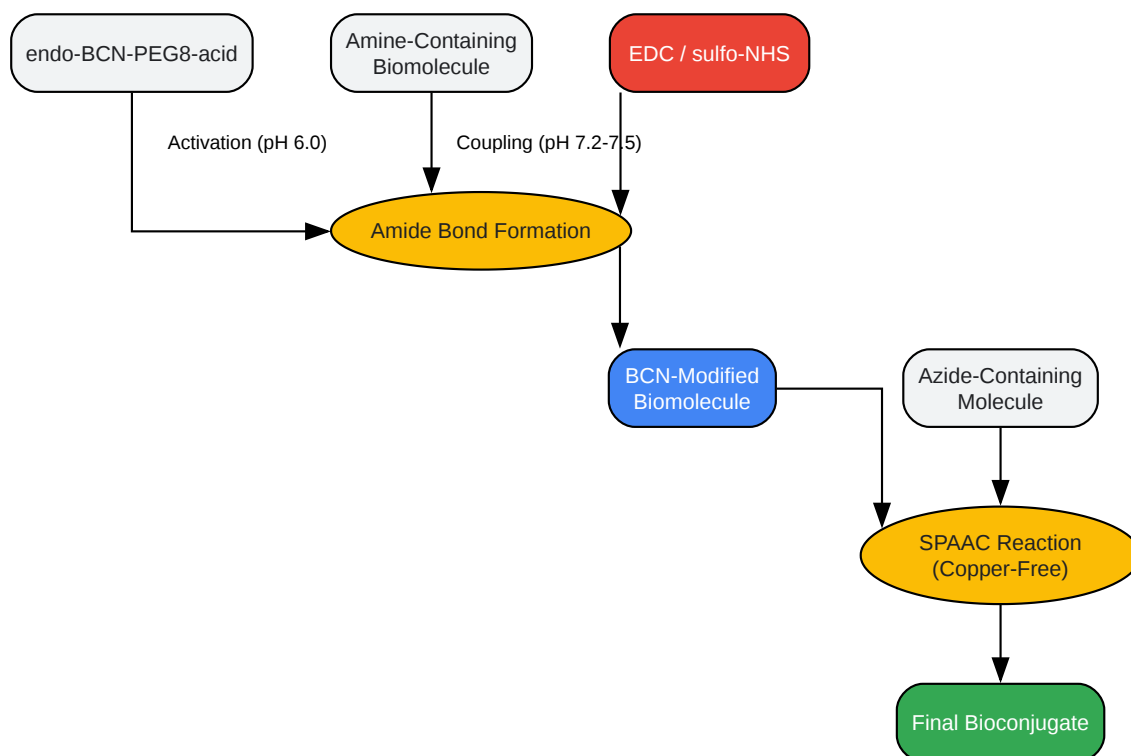 endo-BCN-PEG8-acid
Amine-Containing
Biomolecule
EDC / sulfo-NHS
Activation (pH 6.0)
Coupling (pH 7.2-7.5)
Amide Bond Formation
BCN-Modified
Biomolecule
Azide-Containing
Molecule
SPAAC Reaction
(Copper-Free)
Final Bioconjugate